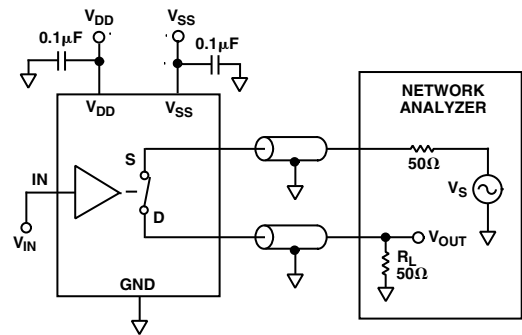 VDD
VSS
0.1µF
0.1µF
VDD
VSS
NETWORK
ANALYZER
S
50Ω
VS
IN
D
VIN
VOUT
RL
50Ω
GND